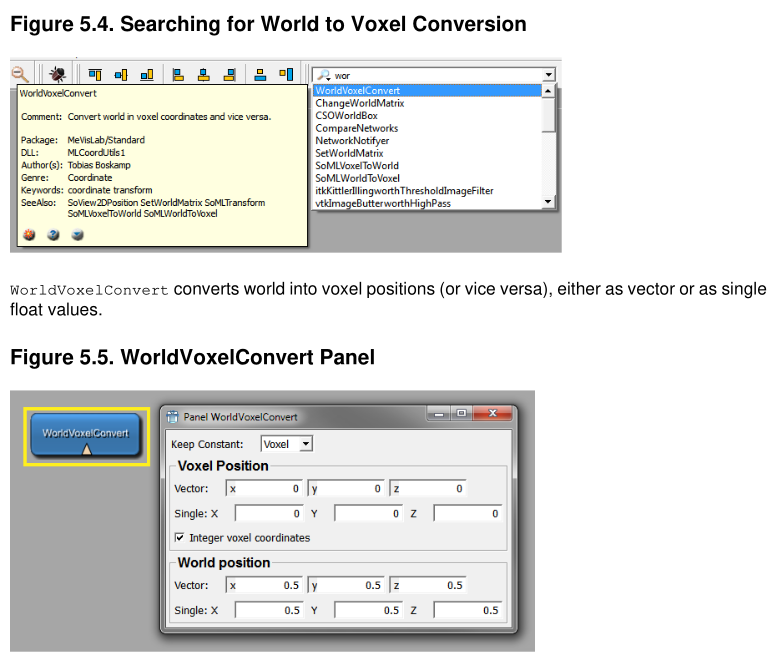 Figure 5.4. Searching for World to Voxel Conversion
wor
WorldVoxelConvert
Comment: Convert world in voxel coordinates and vice versa.
Package: MeVisLab/Standard
DLL: MLCoordUtils1
Author(s): Tobias Boskamp
Genre: Coordinate
Keywords: coordinate transform
SeeAlso: SoView2DPosition SetWorldMatrix SoMLTransform
SoMLVoxelToWorld SoMLWorldToVoxel
WorldVoxelConvert
ChangeWorldMatrix
CSOWorldBox
CompareNetworks
NetworkNotifyer
SetWorldMatrix
SoMLVoxelToWorld
SoMLWorldToVoxel
itkKittlerIllingworthThresholdImageFilter
vtkImageButterworthHighPass
WorldVoxelConvert converts world into voxel positions (or vice versa), either as vector or as single
float values.
Figure 5.5. WorldVoxelConvert Panel
WorldVoxelConvert
Panel WorldVoxelConvert
Keep Constant: Voxel
Voxel Position
Vector: x 0 y 0 z 0
Single: X 0 Y 0 Z 0
Integer voxel coordinates
World position
Vector: x 0.5 y 0.5 z 0.5
Single: X 0.5 Y 0.5 Z 0.5